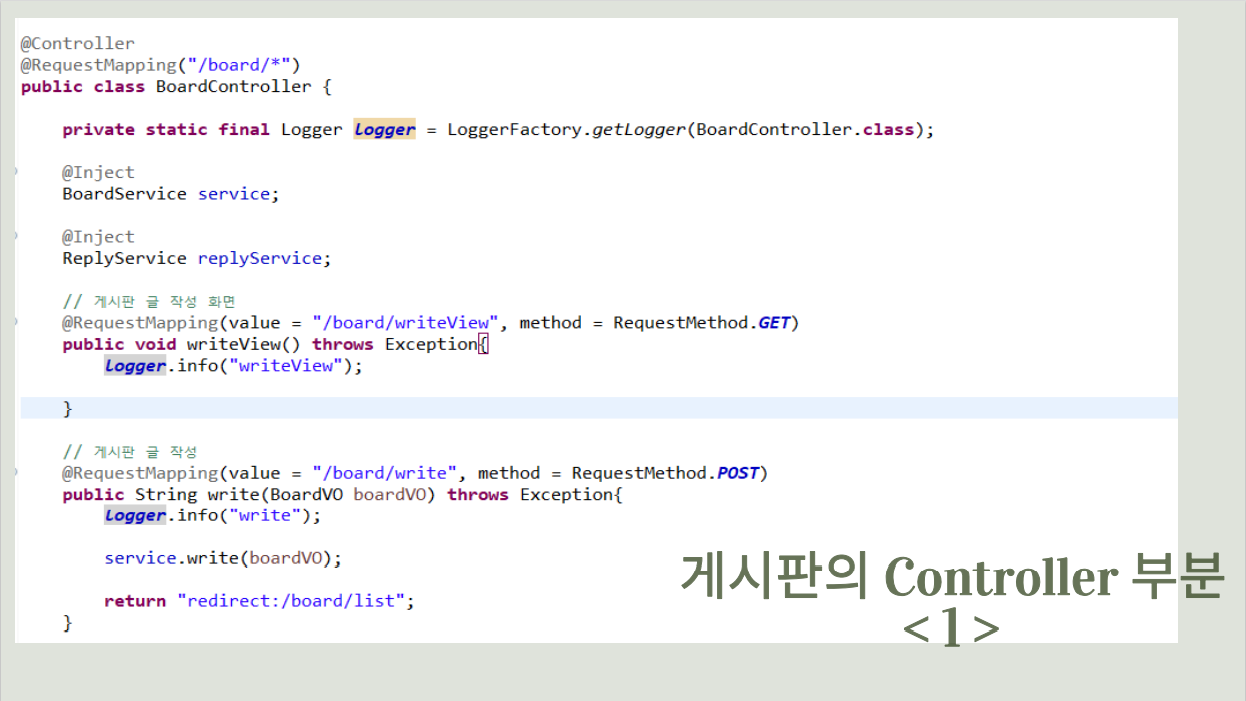 @Controller
@RequestMapping("/board/*")
public class BoardController {
private static final Logger logger = LoggerFactory.getLogger(BoardController.class);
@Inject
BoardService service;
@Inject
ReplyService replyService;
// 게시판 글 작성 화면
@RequestMapping(value = "/board/writeView", method = RequestMethod.GET)
public void writeView() throws Exception{
logger.info("writeView");
}
// 게시판 글 작성
@RequestMapping(value = "/board/write", method = RequestMethod.POST)
public String write(BoardVO boardVO) throws Exception{
logger.info("write");
service.write(boardVO);
return "redirect:/board/list";
}
게시판의 Controller 부분
<1>